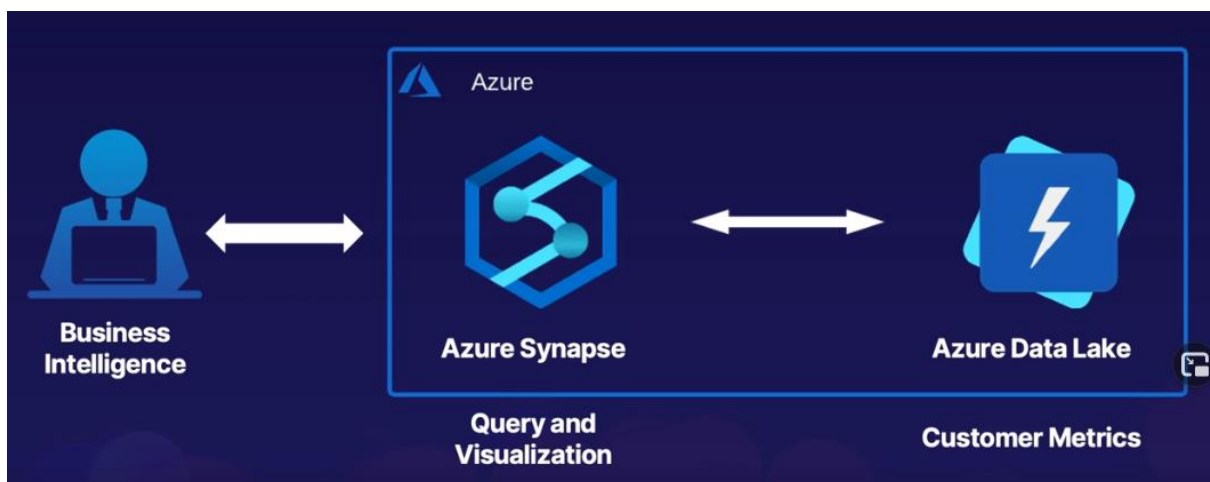 Azure
Business
Intelligence
Azure Synapse
Azure Data Lake
Query and
Visualization
Customer Metrics